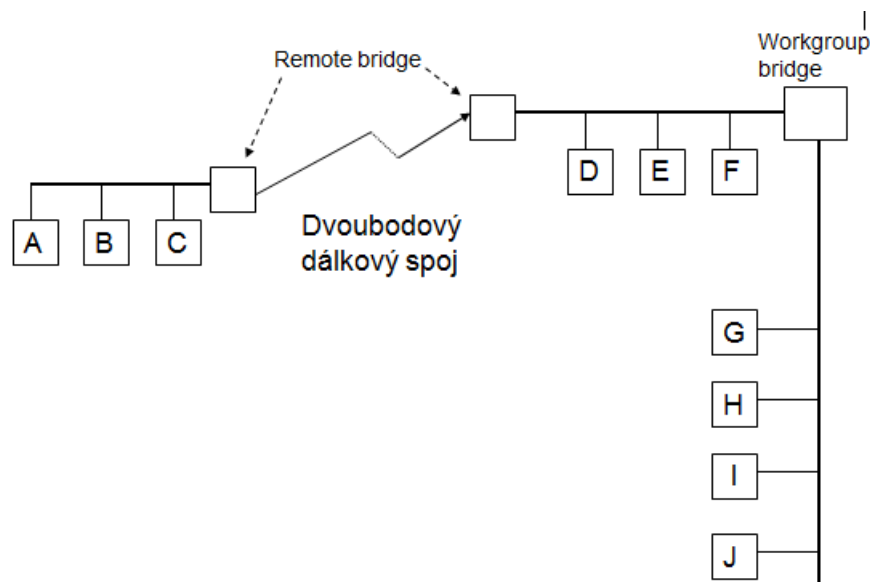 Remote bridge
Workgroup
bridge
D
E
F
A
B
C
Dvoubodový
dálkový spoj
G
H
I
J